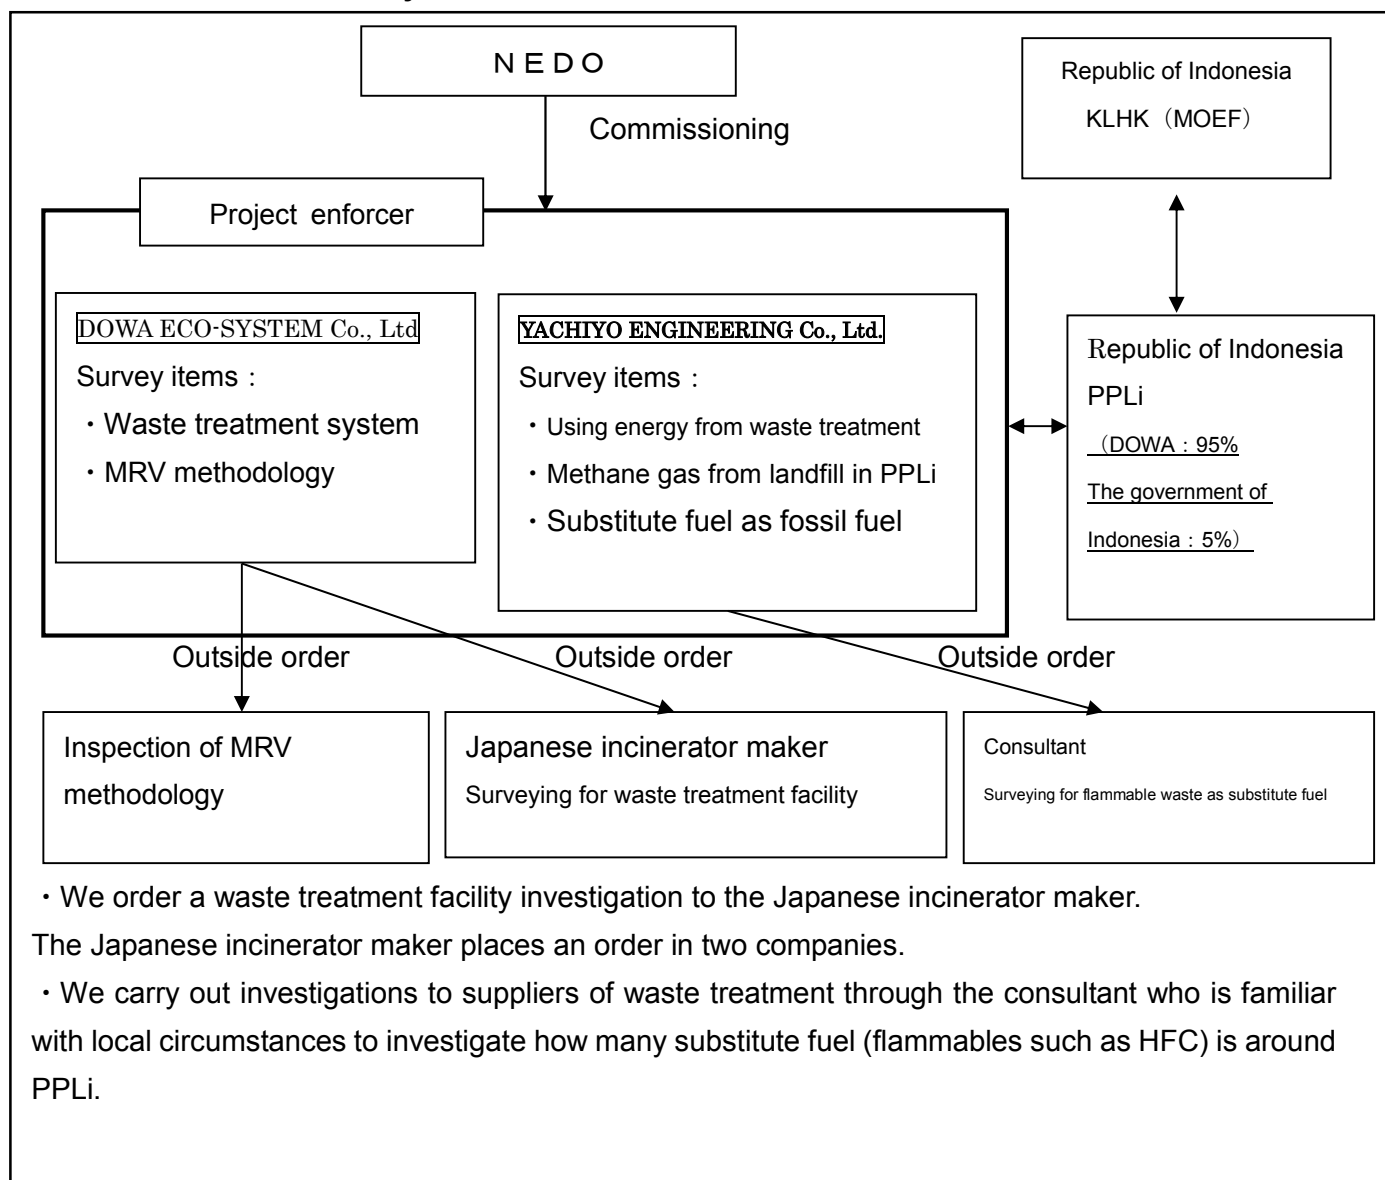 ＮＥＤＯ
Republic of Indonesia
KLHK（MOEF）
Commissioning
Project enforcer
DOWA ECO-SYSTEM Co., Ltd
Survey items：
・Waste treatment system
・MRV methodology
YACHIYO ENGINEERING Co., Ltd.
Survey items：
・Using energy from waste treatment
・Methane gas from landfill in PPLi
・Substitute fuel as fossil fuel
Republic of Indonesia
PPLi
（DOWA：95%
The government of
Indonesia：5%）
Outside order
Outside order
Outside order
Inspection of MRV
methodology
Japanese incinerator maker
Surveying for waste treatment facility
Consultant
Surveying for flammable waste as substitute fuel
・We order a waste treatment facility investigation to the Japanese incinerator maker.
The Japanese incinerator maker places an order in two companies.
・We carry out investigations to suppliers of waste treatment through the consultant who is familiar
with local circumstances to investigate how many substitute fuel (flammables such as HFC) is around
PPLi.